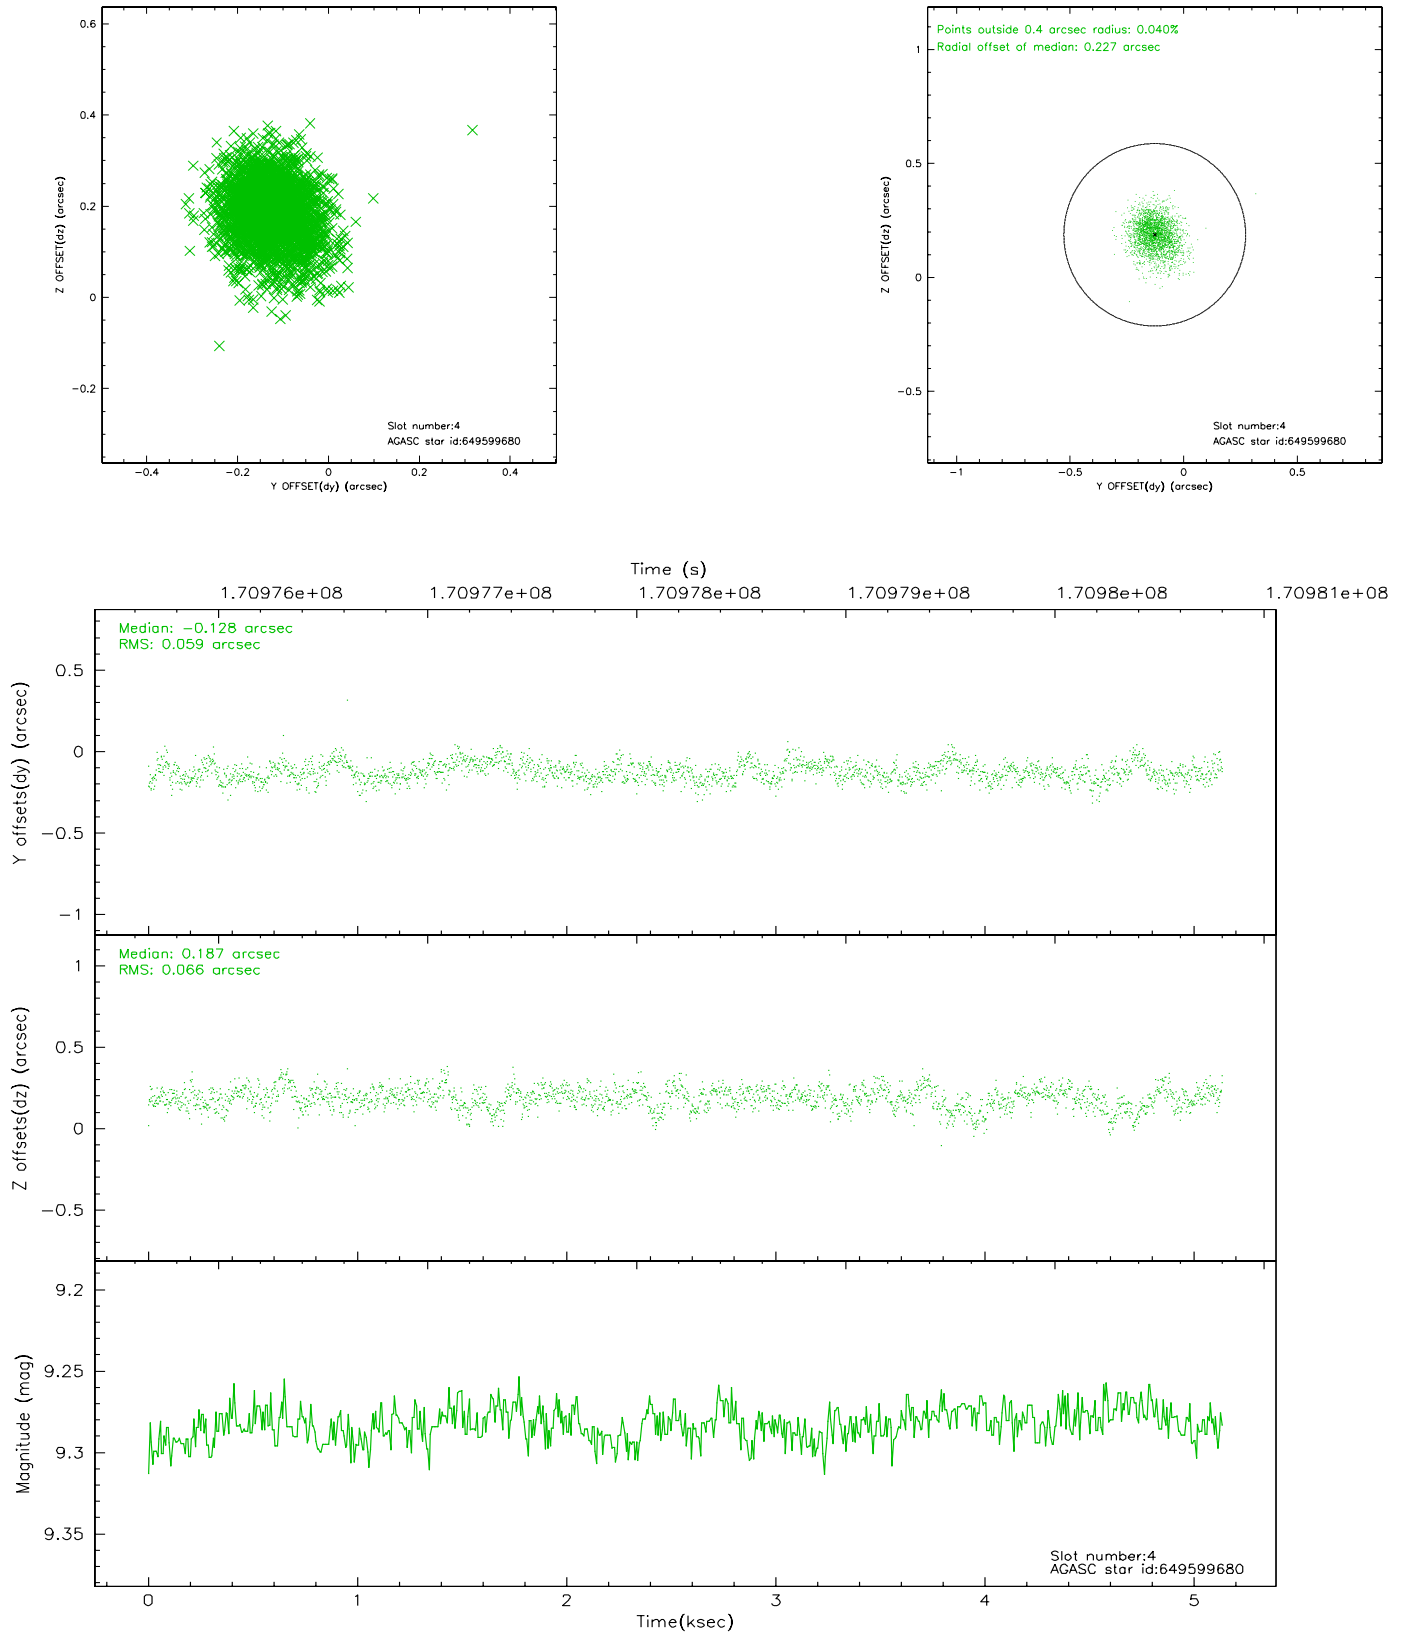 0.6
0.4
0.2
0
−0.2
Z OFFSET(dz) (arcsec)
Slot number:4
AGASC star id:649599680
−0.4 −0.2 0 0.2 0.4
Y OFFSET(dy) (arcsec)
Points outside 0.4 arcsec radius: 0.040%
Radial offset of median: 0.227 arcsec
1
0.5
0
−0.5
Z OFFSET(dz) (arcsec)
Slot number:4
AGASC star id:649599680
−1 −0.5 0 0.5
Y OFFSET(dy) (arcsec)
Time (s)
1.70976e+08 1.70977e+08 1.70978e+08 1.70979e+08 1.7098e+08 1.70981e+08
Median: −0.128 arcsec
RMS: 0.059 arcsec
0.5
0
−0.5
−1
Y offsets(dy) (arcsec)
Median: 0.187 arcsec
RMS: 0.066 arcsec
1
0.5
0
−0.5
Z offsets(dz) (arcsec)
9.2
9.25
9.3
9.35
Magnitude (mag)
Slot number:4
AGASC star id:649599680
0 1 2 3 4 5
Time(ksec)